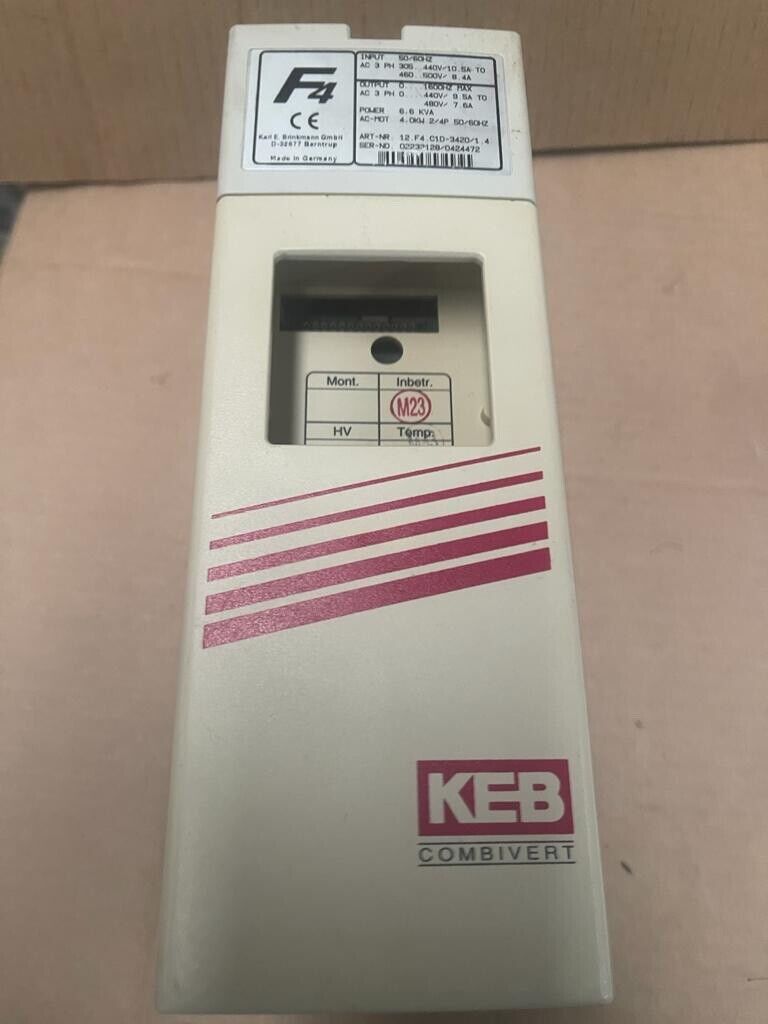 F4
CE
Karl E. Brinkmann GmbH
D-32677 Barntrup
Made in Germany
INPUT 50/60HZ
AC 3 PH 305...440V/10.5A TO
460..500V/ 8.4A
OUTPUT 0....1600HZ MAX
AC 3 PH 0....440V/ 9.5A TO
480V/ 7.6A
POWER 6.6 KVA
AC-MOT 4.0KW 2/4P 50/60HZ
ART-NR. 12.F4.C1D-3420/1.4
SER-NO.
Mont. Inbetr.
M23
HV Temp.
KEB
COMBIVERT